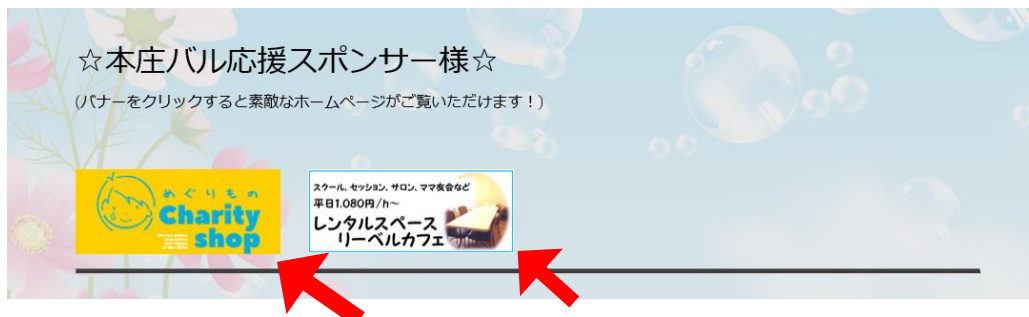 ☆本庄バル応援スポンサー様☆
(バナーをクリックすると素敵なホームページがご覧いただけます！)
めぐりもの
Charity
shop
スクール、セッション、サロン、ママ友会など
平日1,080円/h～
レンタルスペース
リーベルカフェ